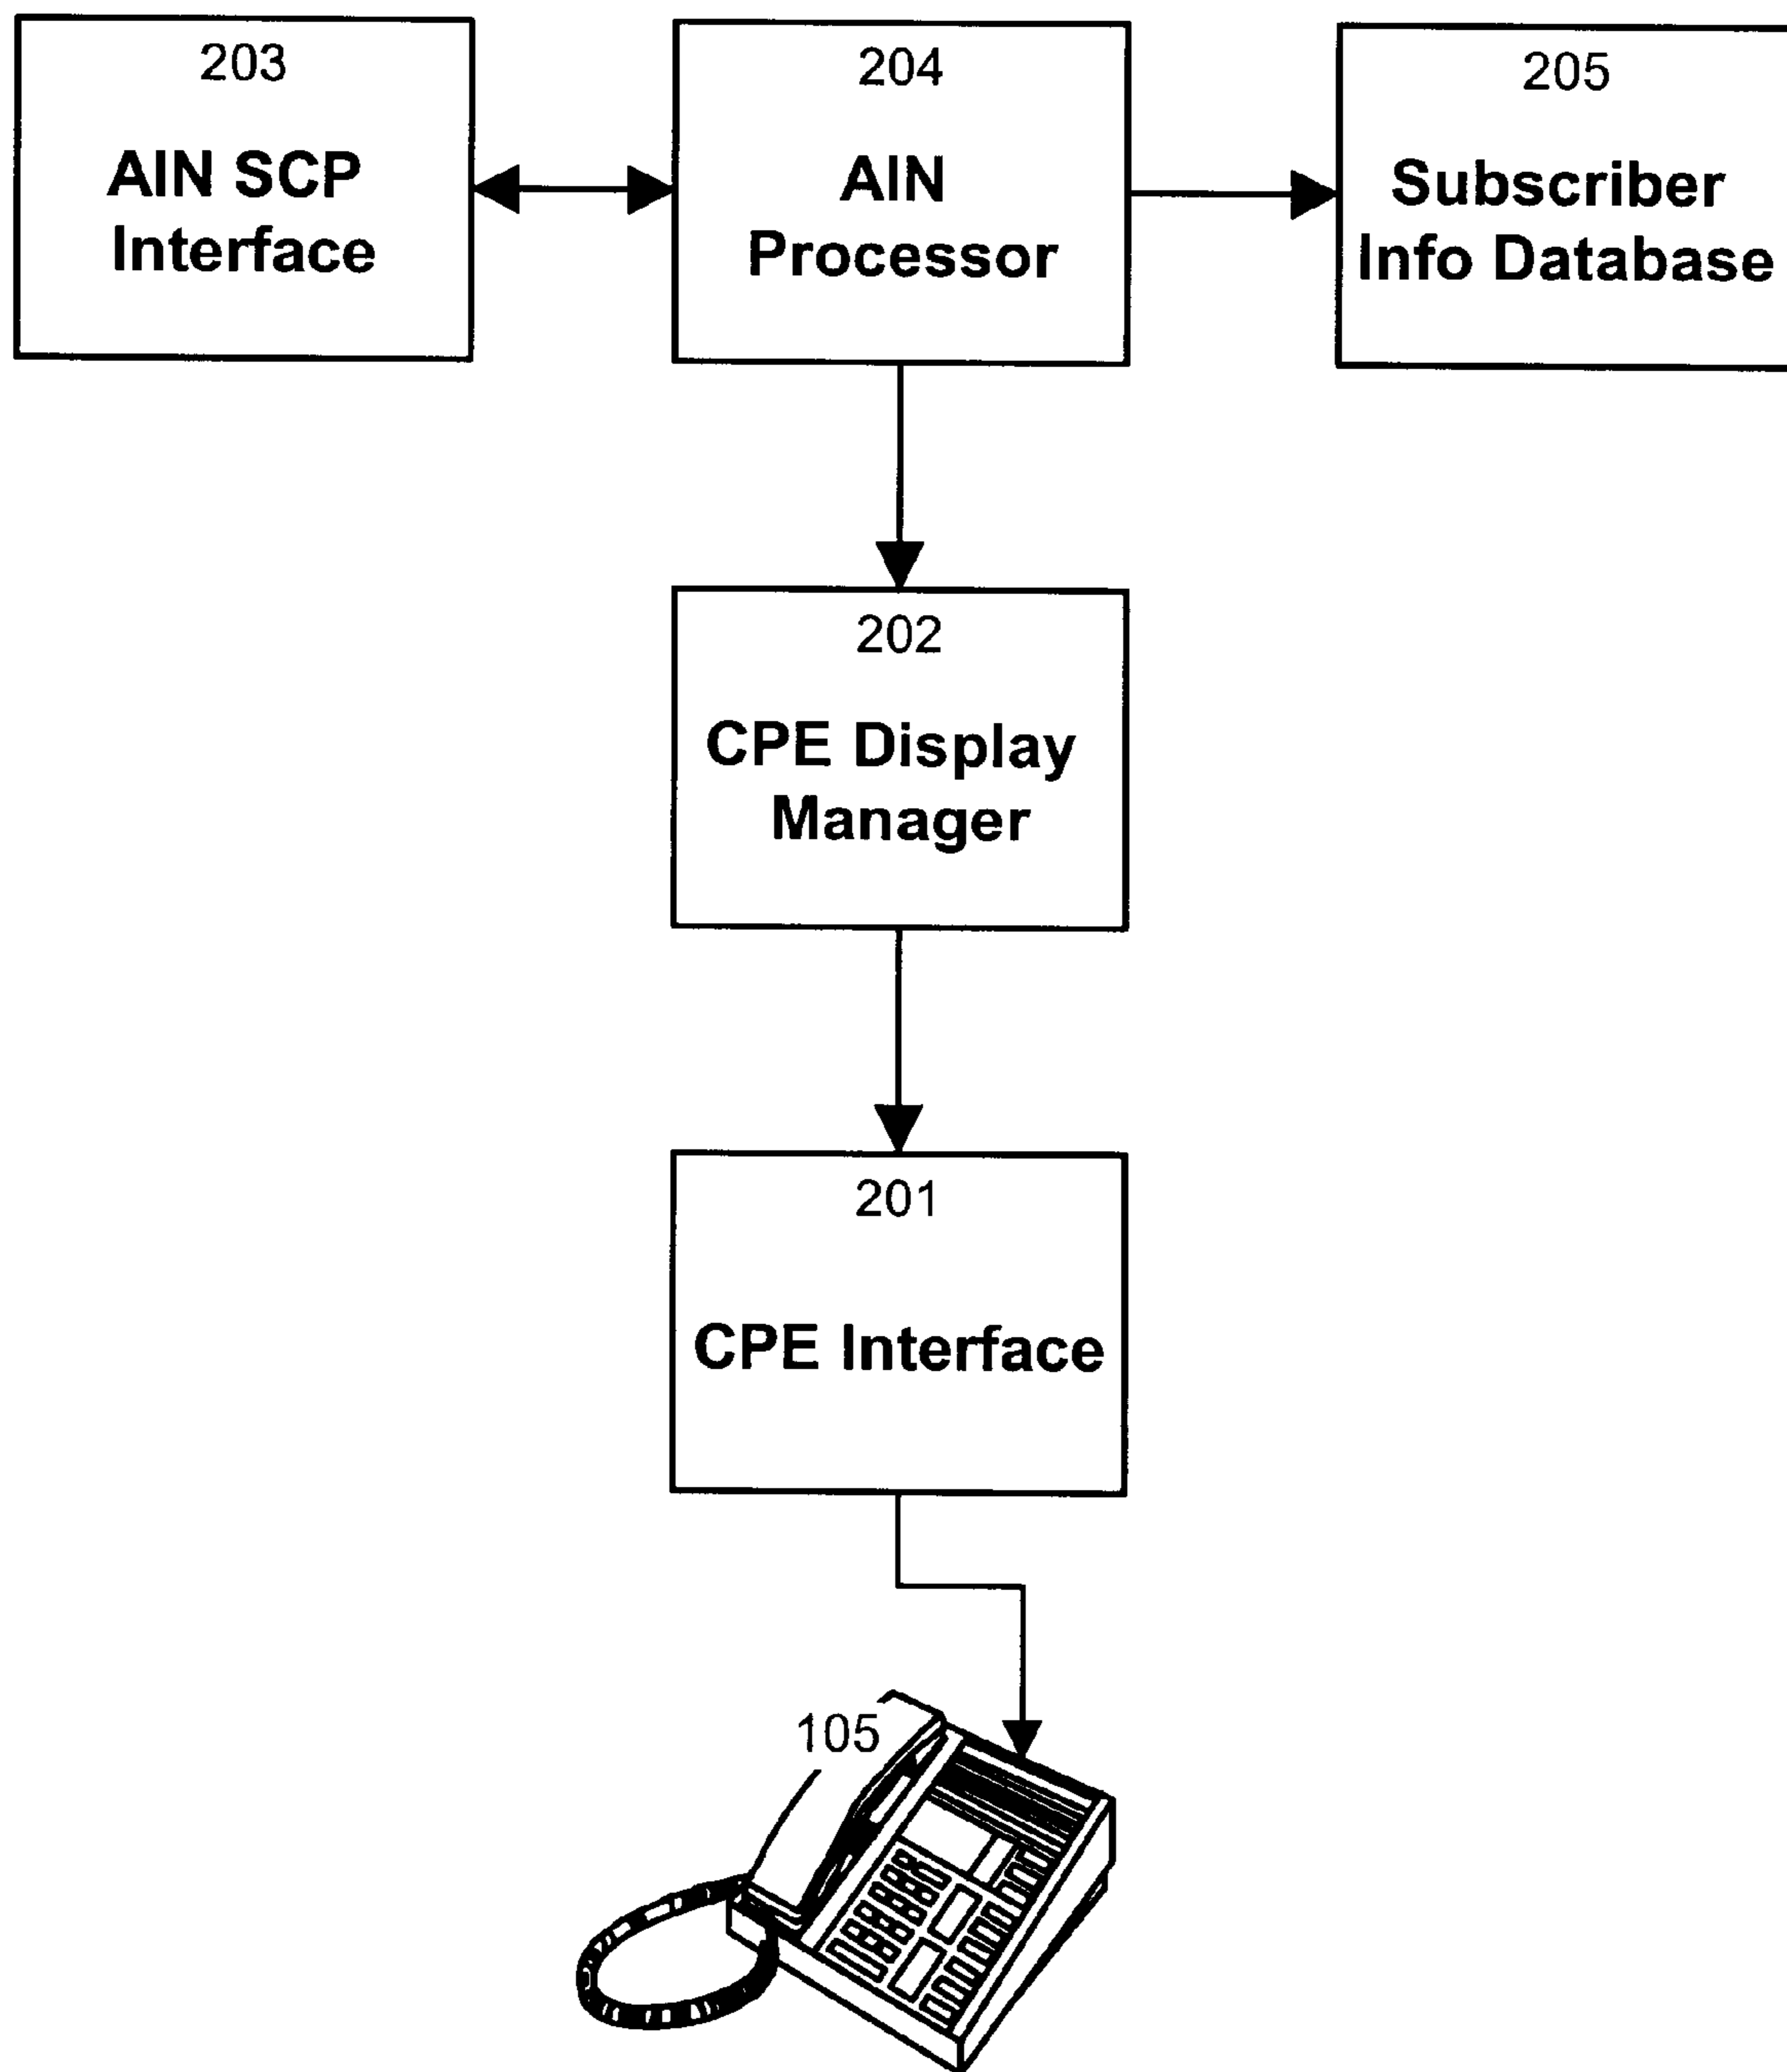 203
AIN SCP
Interface
204
AIN
Processor
205
Subscriber
Info Database
202
CPE Display
Manager
201
CPE Interface
105